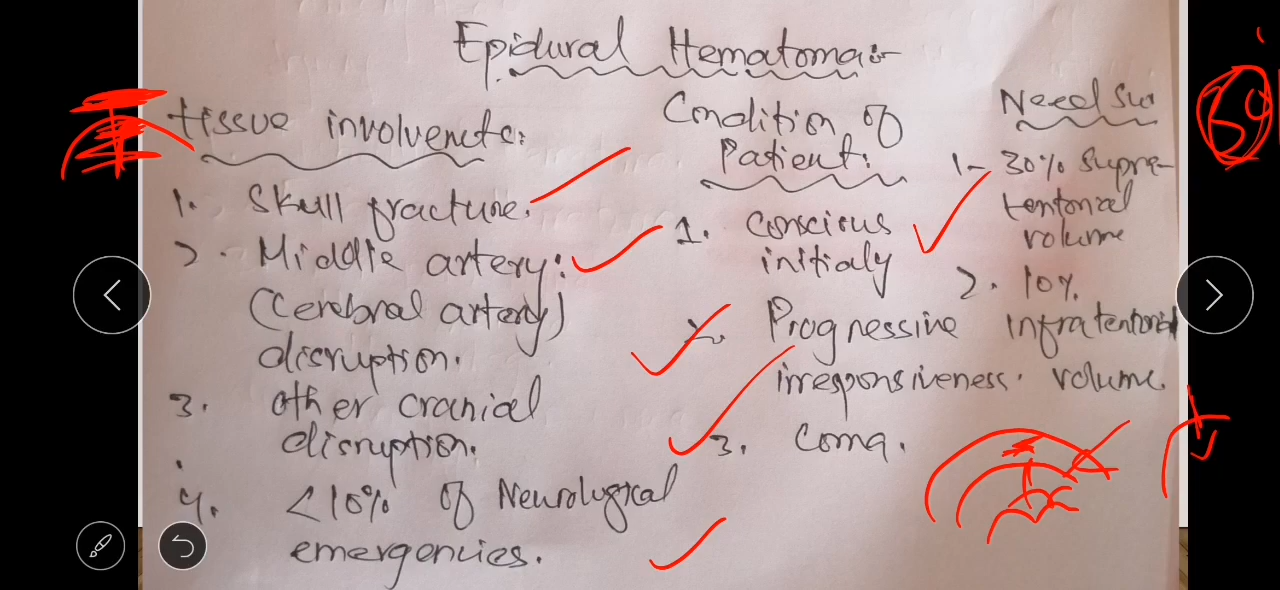 Epidural Hematoma:-
tissue involvects:
1. Skull fracture.
2. Middle artery:
(Cerebral artery)
disruption.
3. other cranial
disruption.
4. <10% of Neurological
emergencies.
Condition of
Patient:
1. Conscious
initialy
2. Progressive
irresponsiveness.
3. Coma.
Need Su
1- 30% Supra-
tentorial
volume
2. 10%
infratentorial
volume.